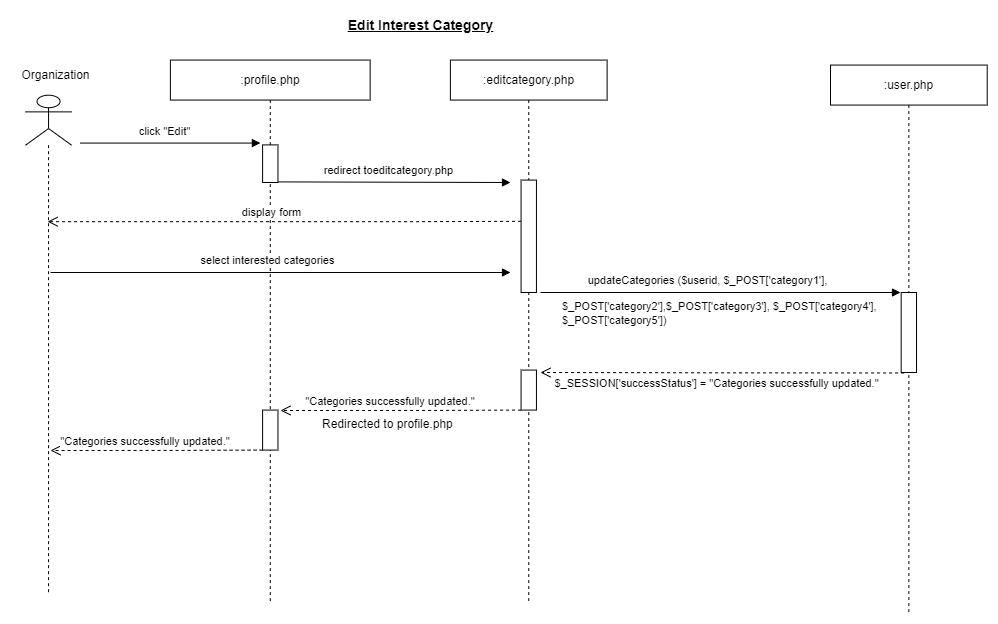 Edit Interest Category
Organization
:profile.php
:editcategory.php
:user.php
click "Edit"
redirect toeditcategory.php
display form
select interested categories
updateCategories ($userid, $_POST['category1'],
$_POST['category2'],$_POST['category3'], $_POST['category4'],
$_POST['category5'])
$_SESSION['successStatus'] = "Categories successfully updated."
"Categories successfully updated."
Redirected to profile.php
"Categories successfully updated."